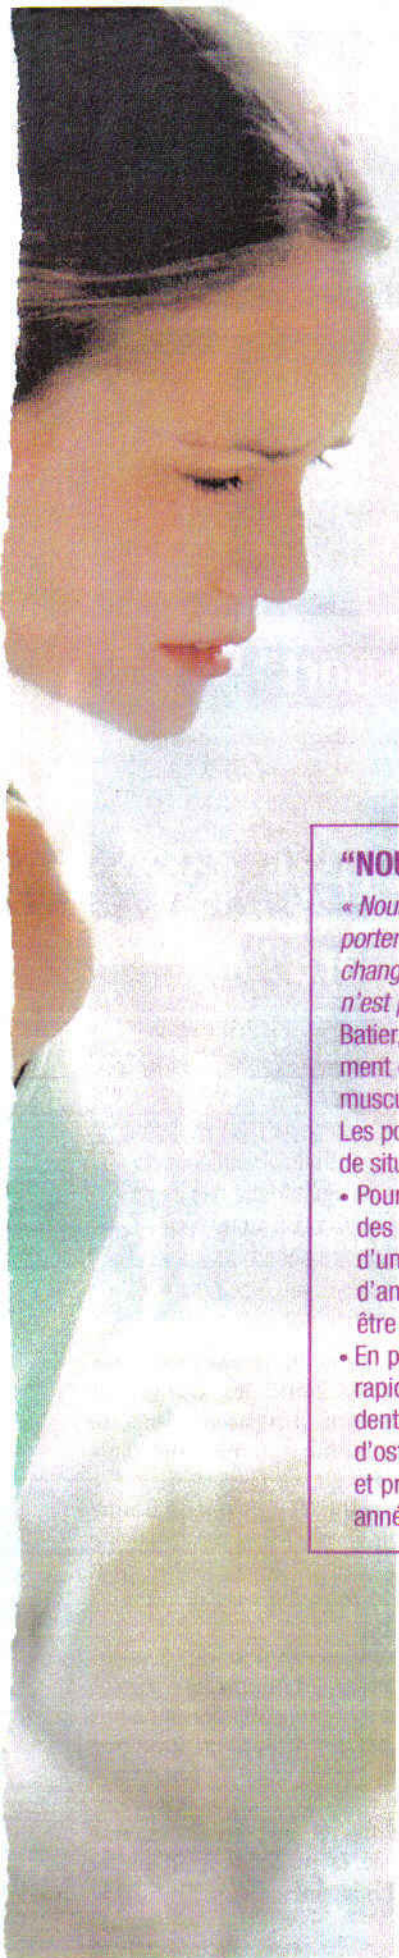 “NOU
« Nou
porter
chang
n'est p
Batier,
ment
muscu
Les po
de situ
• Pour
des
d'un
d'an
être
• En p
rapid
dent
d'ost
et pr
anné